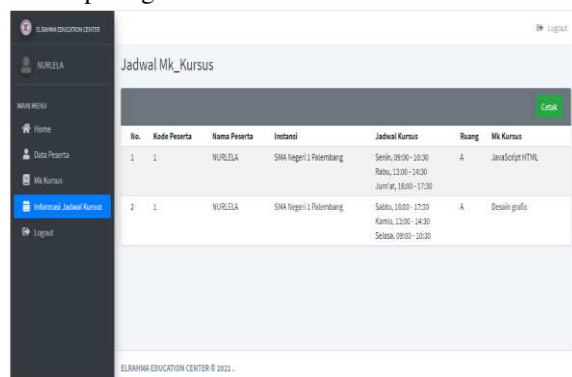 ELRAHMA EDUCATION CENTER
Logout
NURLELA
Jadwal Mk_Kursus
MAIN MENU
Cetak
Home
Data Peserta
Mk Kursus
Informasi Jadwal Kursus
Logout
No. Kode Peserta Nama Peserta Instansi Jadwal Kursus Ruang Mk Kursus
1 1 NURLELA SMA Negeri 1 Palembang Senin, 09:00 - 10:30 A JavaScript HTML
Rabu, 13:00 - 14:30
Jum'at, 16:00 - 17:30
2 1 NURLELA SMA Negeri 1 Palembang Sabtu, 16:00 - 17:30 A Desain grafis
Kamis, 13:00 - 14:30
Selasa, 09:00 - 10:30
ELRAHMA EDUCATION CENTER © 2021 .